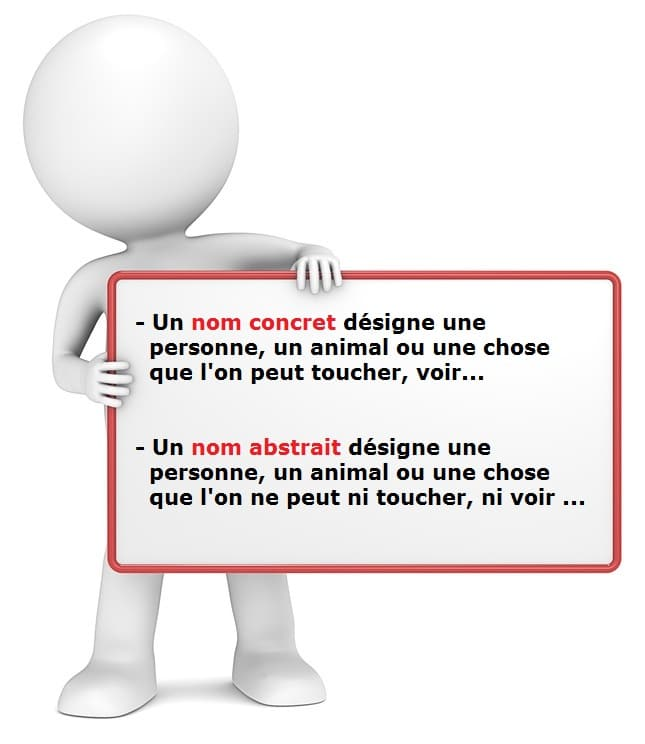 - Un nom concret désigne une
personne, un animal ou une chose
que l'on peut toucher, voir...
- Un nom abstrait désigne une
personne, un animal ou une chose
que l'on ne peut ni toucher, ni voir ...